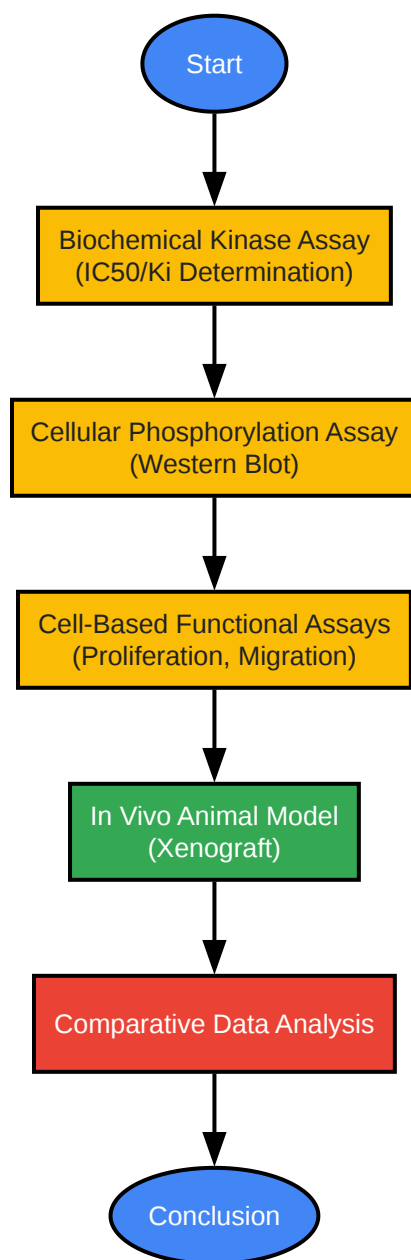 Start
Biochemical Kinase Assay
(IC50/Ki Determination)
Cellular Phosphorylation Assay
(Western Blot)
Cell-Based Functional Assays
(Proliferation, Migration)
In Vivo Animal Model
(Xenograft)
Comparative Data Analysis
Conclusion